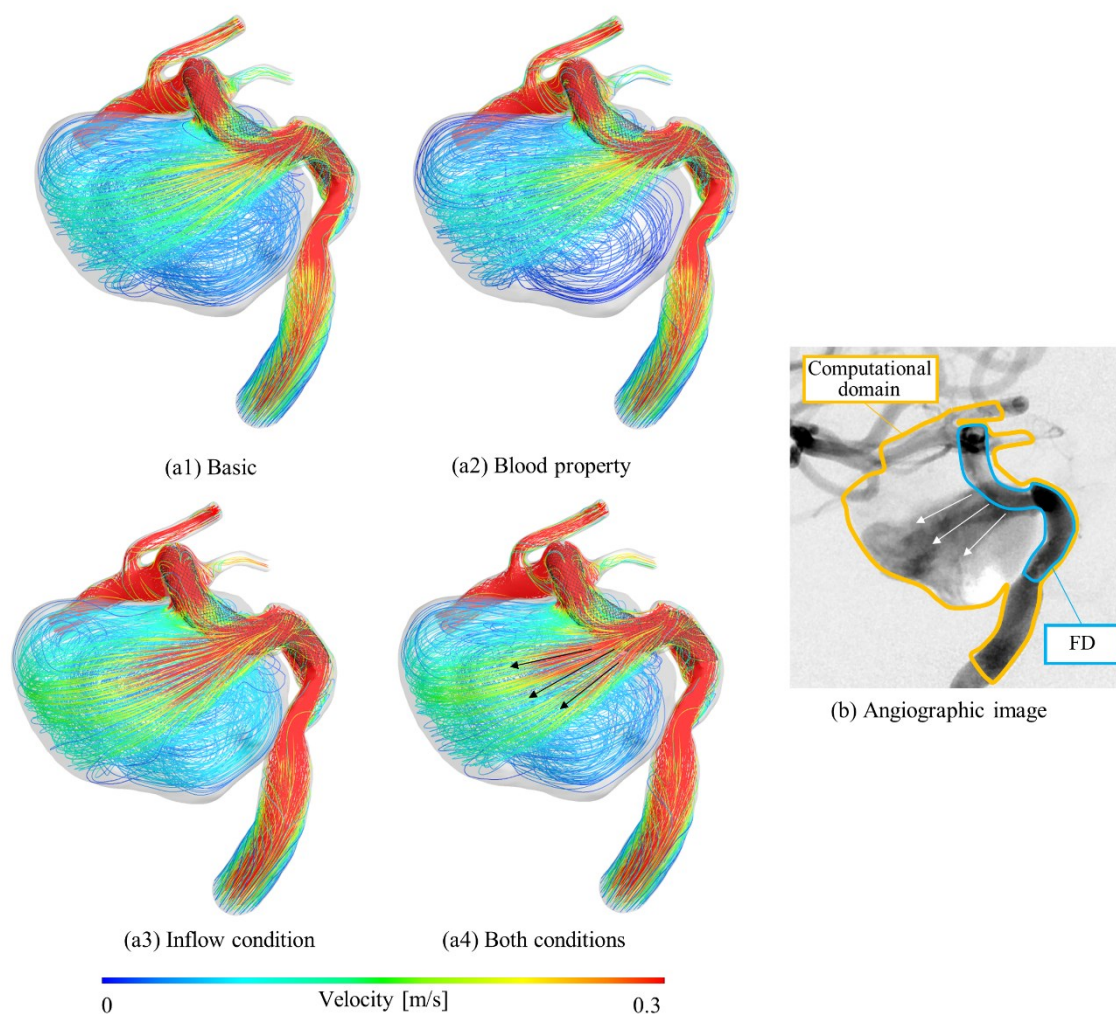 (a1) Basic
(a2) Blood property
Computational
domain
FD
(b) Angiographic image
(a3) Inflow condition
(a4) Both conditions
0
Velocity [m/s]
0.3